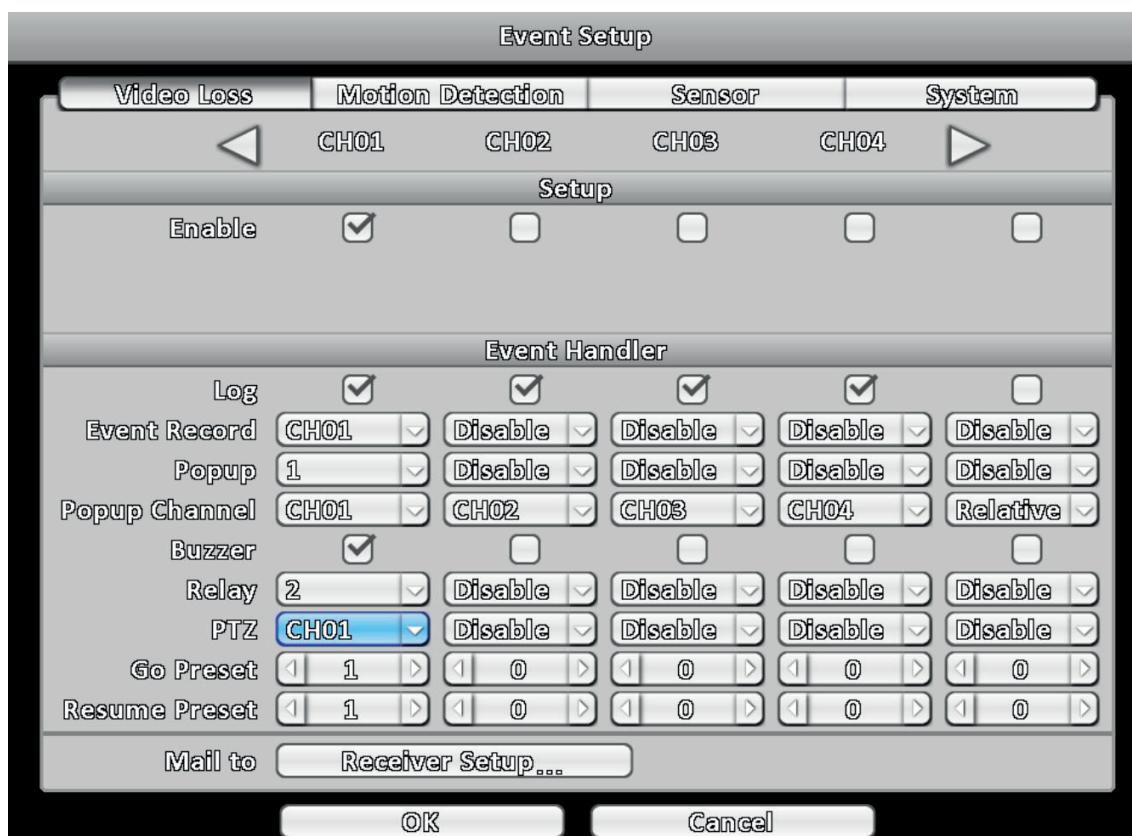 Event Setup
Video Loss Motion Detection Sensor System
CH01 CH02 CH03 CH04
Setup
Enable
Event Handler
Log
Event Record CH01 Disable Disable Disable Disable
Popup 1 Disable Disable Disable Disable
Popup Channel CH01 CH02 CH03 CH04 Relative
Buzzer
Relay 2 Disable Disable Disable Disable
PTZ CH01 Disable Disable Disable Disable
Go Preset 1 0 0 0 0
Resume Preset 1 0 0 0 0
Mail to Receiver Setup...
OK Cancel